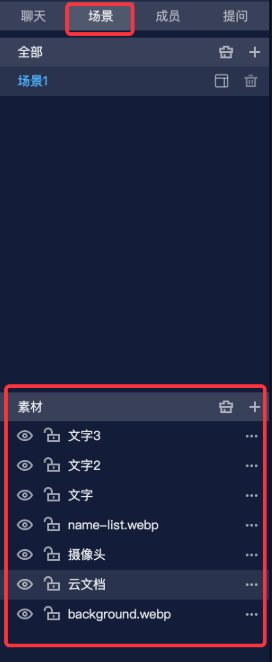 聊天 场景 成员 提问
全部
场景1
素材
文字3
文字2
文字
name-list.webp
摄像头
云文档
background.webp